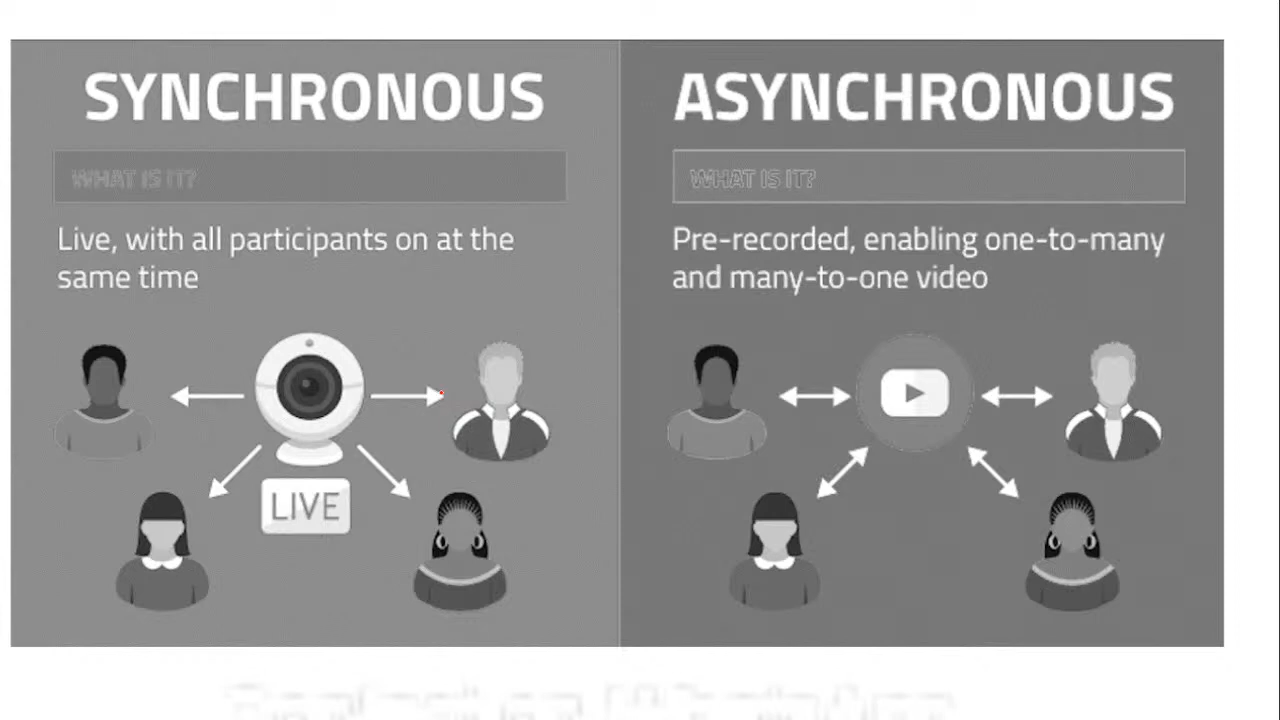 SYNCHRONOUS
WHAT IS IT?
Live, with all participants on at the
same time
LIVE
ASYNCHRONOUS
WHAT IS IT?
Pre-recorded, enabling one-to-many
and many-to-one video